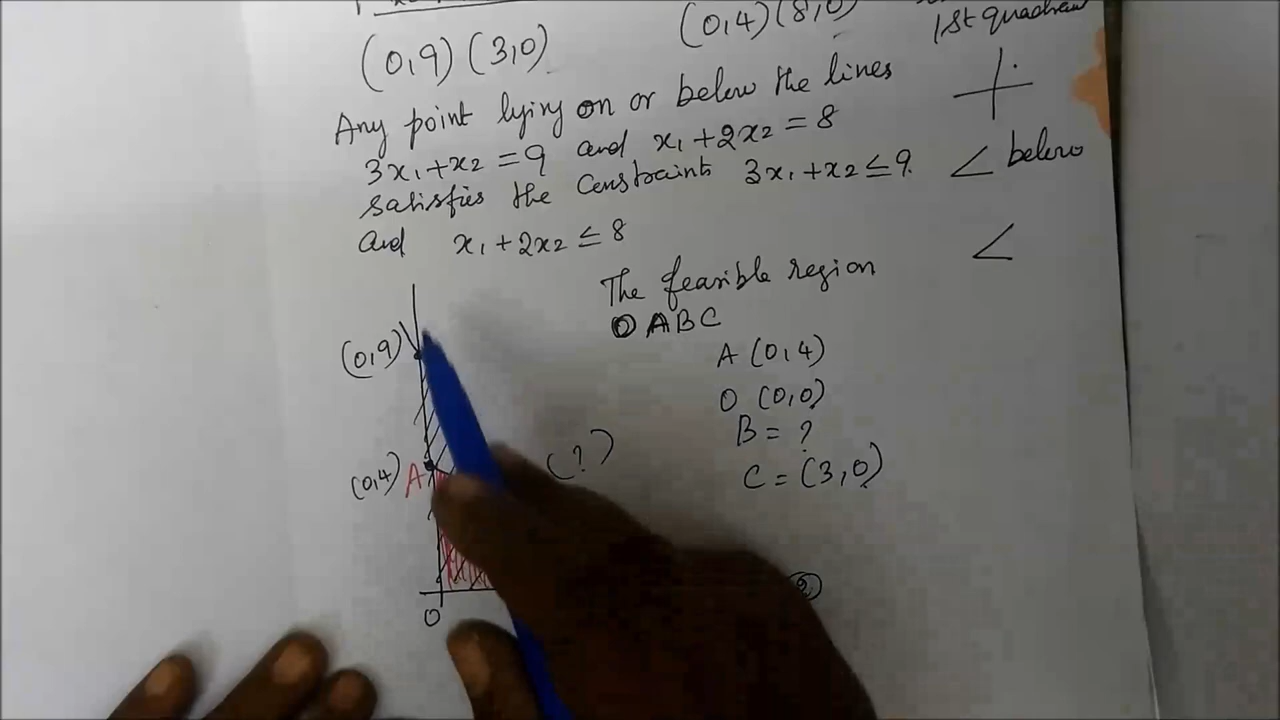 (0,9) (3,0)
(0,4) (8,0)
1st quadran
Any point lying on or below the lines
3x₁+x₂=9 and x₁+2x₂=8
satisfies the Constraints 3x₁+x₂≤9. < below
and x₁+2x₂≤8 <
The feasible region
OABC
(0,9)
A (0,4)
O (0,0)
B = ?
(?)
C = (3,0)
(0,4) A
O